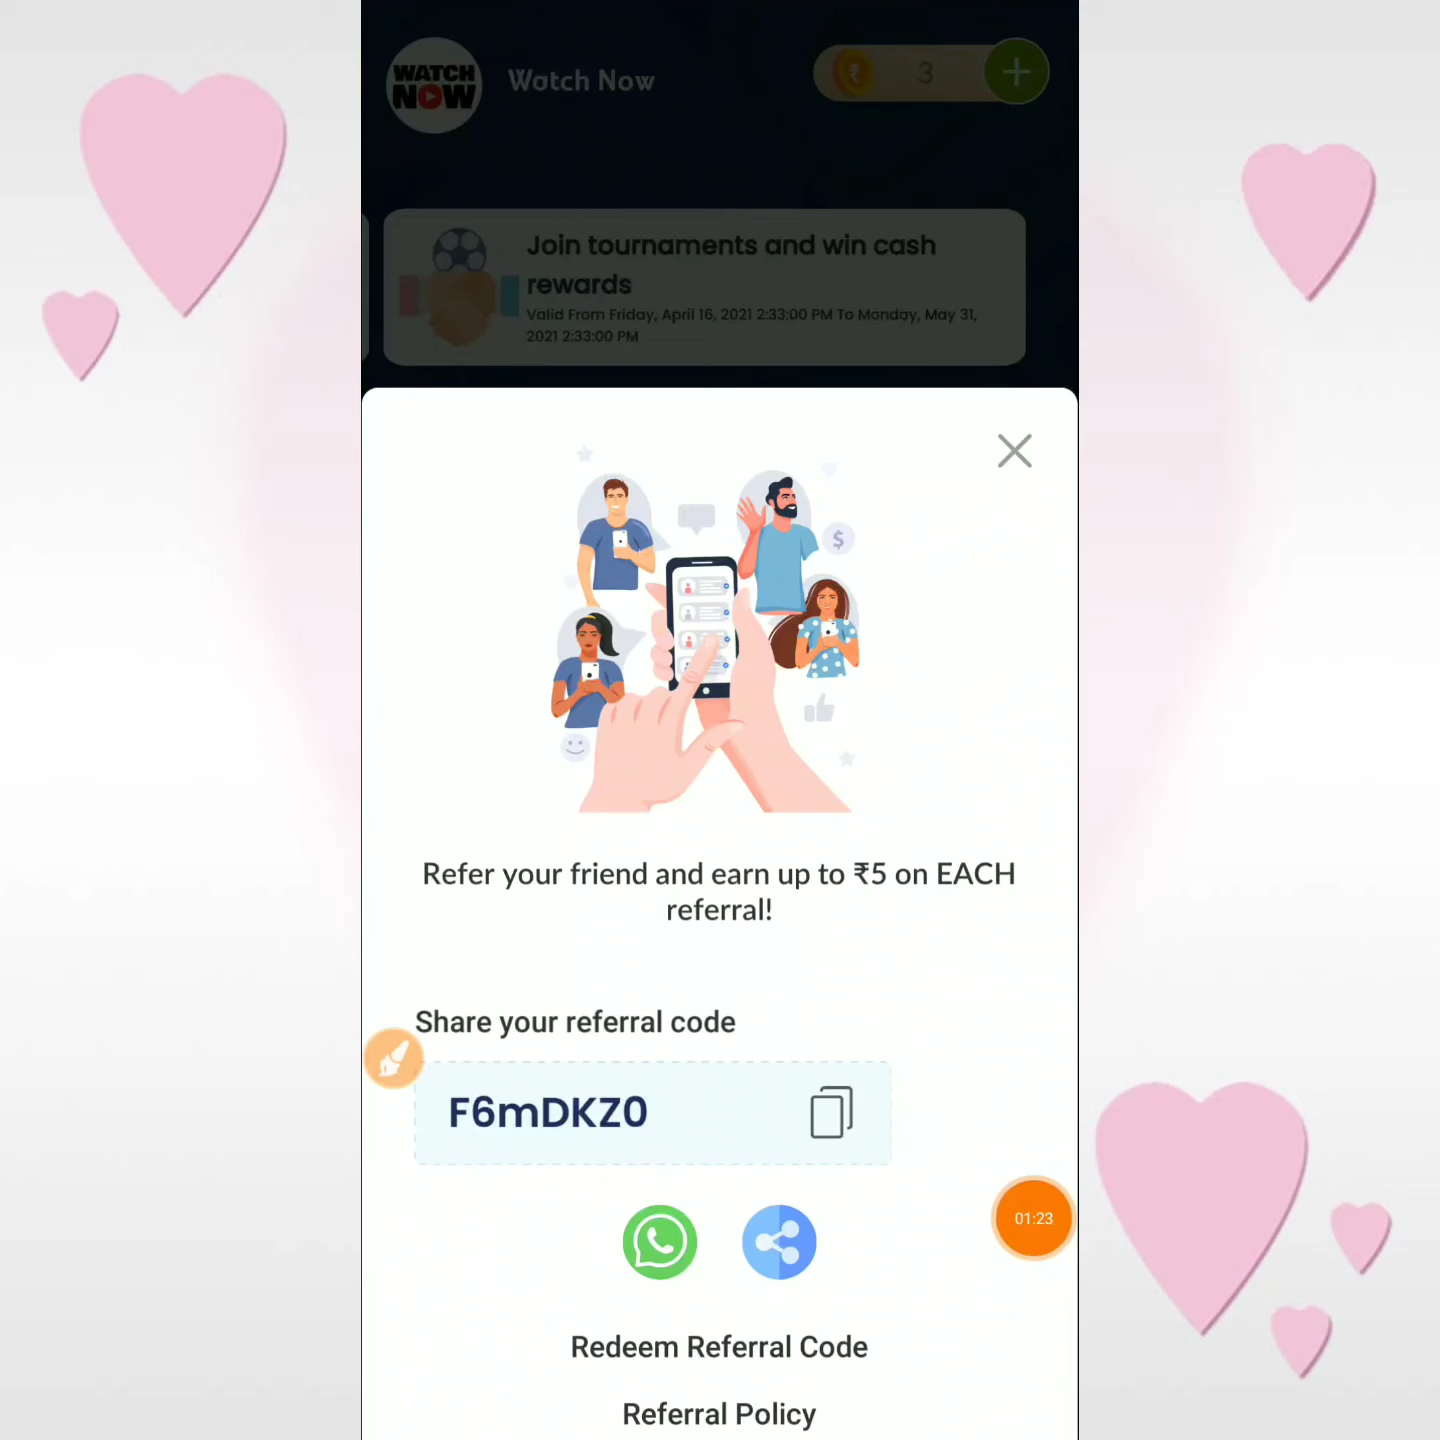 WATCH
NOW
Watch Now
3
Join tournaments and win cash
rewards
Valid From Friday, April 16, 2021 2:33:00 PM To Monday, May 31,
2021 2:33:00 PM
Refer your friend and earn up to ₹5 on EACH
referral!
Share your referral code
F6mDKZ0
01:23
Redeem Referral Code
Referral Policy